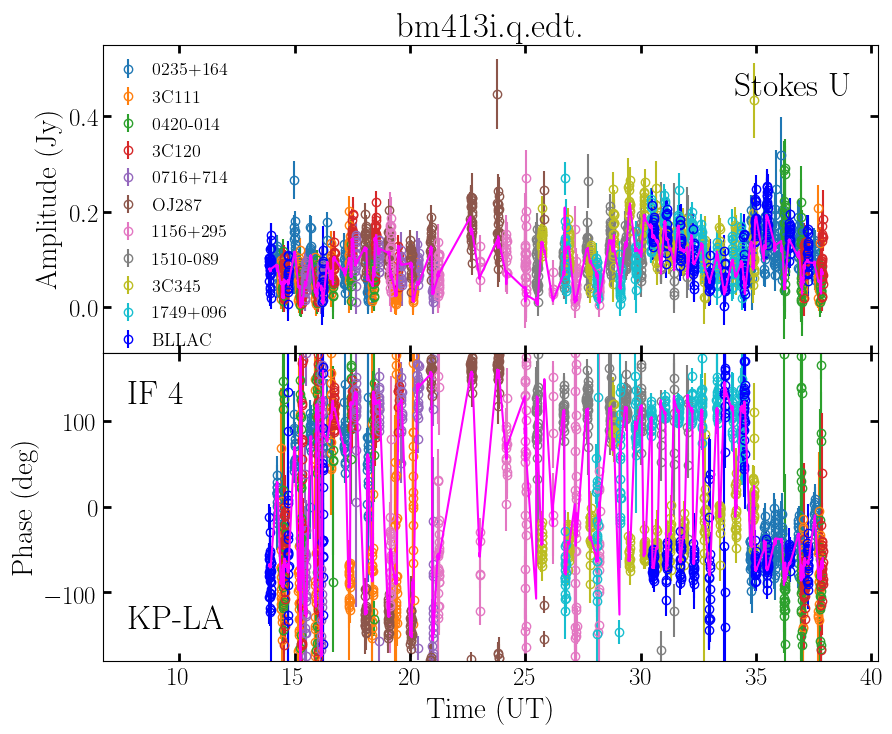 bm413i.q.edt.
Stokes U
Amplitude (Jy)
0.4
0.2
0.0
0235+164
3C111
0420-014
3C120
0716+714
OJ287
1156+295
1510-089
3C345
1749+096
BLLAC
IF 4
Phase (deg)
100
0
−100
KP-LA
10 15 20 25 30 35 40
Time (UT)